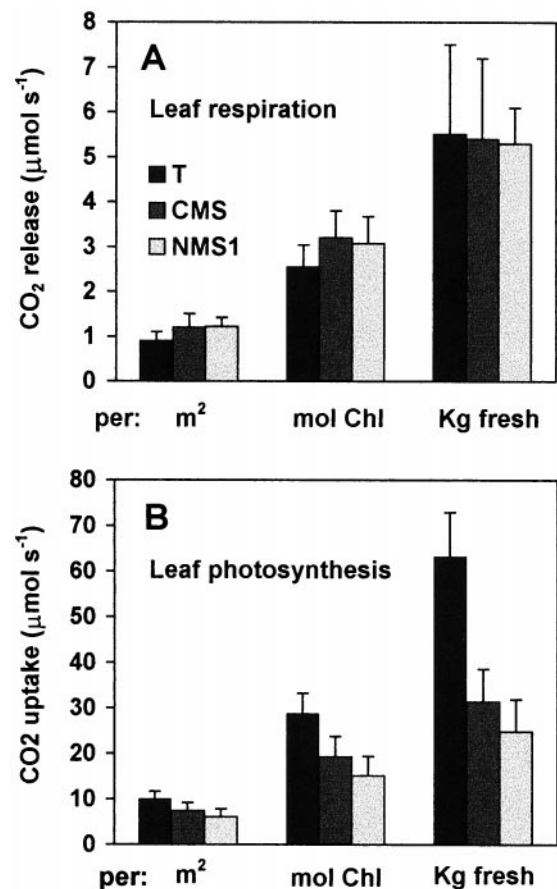 8
7
6
5
4
3
2
1
0
CO₂ release (μmol s⁻¹)
A
Leaf respiration
T
CMS
NMS1
per: m² mol Chl Kg fresh
80
70
60
50
40
30
20
10
0
CO2 uptake (μmol s⁻¹)
B
Leaf photosynthesis
per: m² mol Chl Kg fresh